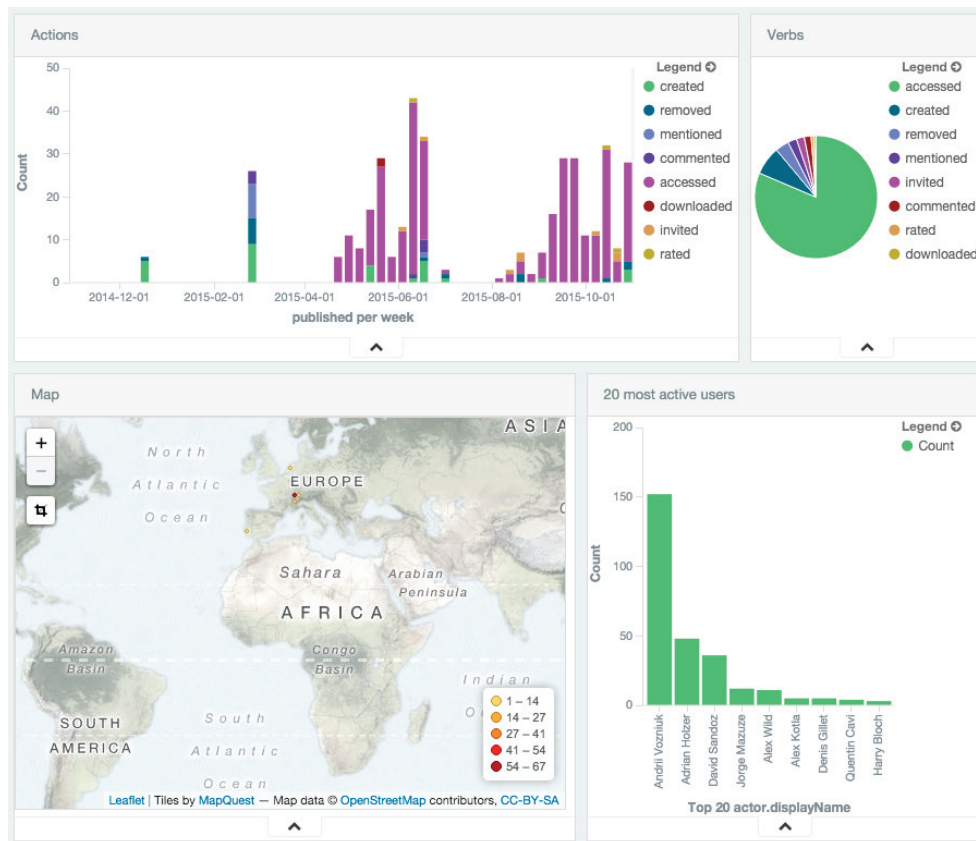 Actions
50
40
30
20
10
0
Count
2014-12-01
2015-02-01
2015-04-01
2015-06-01
2015-08-01
2015-10-01
published per week
Legend
created
removed
mentioned
commented
accessed
downloaded
invited
rated
Verbs
Legend
accessed
created
removed
mentioned
invited
commented
rated
downloaded
Map
+
−
North
Atlantic
Ocean
EUROPE
ASIA
Sahara
Arabian
Peninsula
AFRICA
Amazon
Basin
Congo
Basin
Indian
SOUTH
AMERICA
South
Atlantic
Ocean
1 – 14
14 – 27
27 – 41
41 – 54
54 – 67
Leaflet | Tiles by MapQuest — Map data © OpenStreetMap contributors, CC-BY-SA
20 most active users
Legend
Count
200
150
100
50
0
Count
Andrii Vozniuk
Adrian Holzer
David Sandoz
Jorge Mazuze
Alex Wild
Alex Kotla
Denis Gillet
Quentin Cavi
Harry Bloch
Top 20 actor.displayName